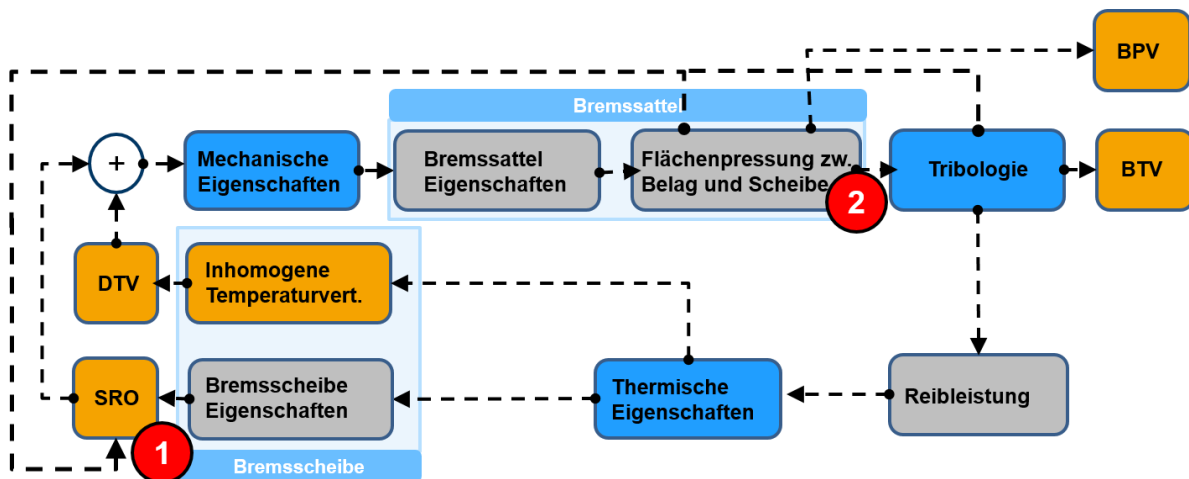 BPV
Bremssattel
+
Mechanische
Eigenschaften
Bremssattel
Eigenschaften
Flächenpressung zw.
Belag und Scheibe
2
Tribologie
BTV
DTV
Inhomogene
Temperaturvert.
SRO
Bremsscheibe
Eigenschaften
Thermische
Eigenschaften
Reibleistung
1
Bremsscheibe